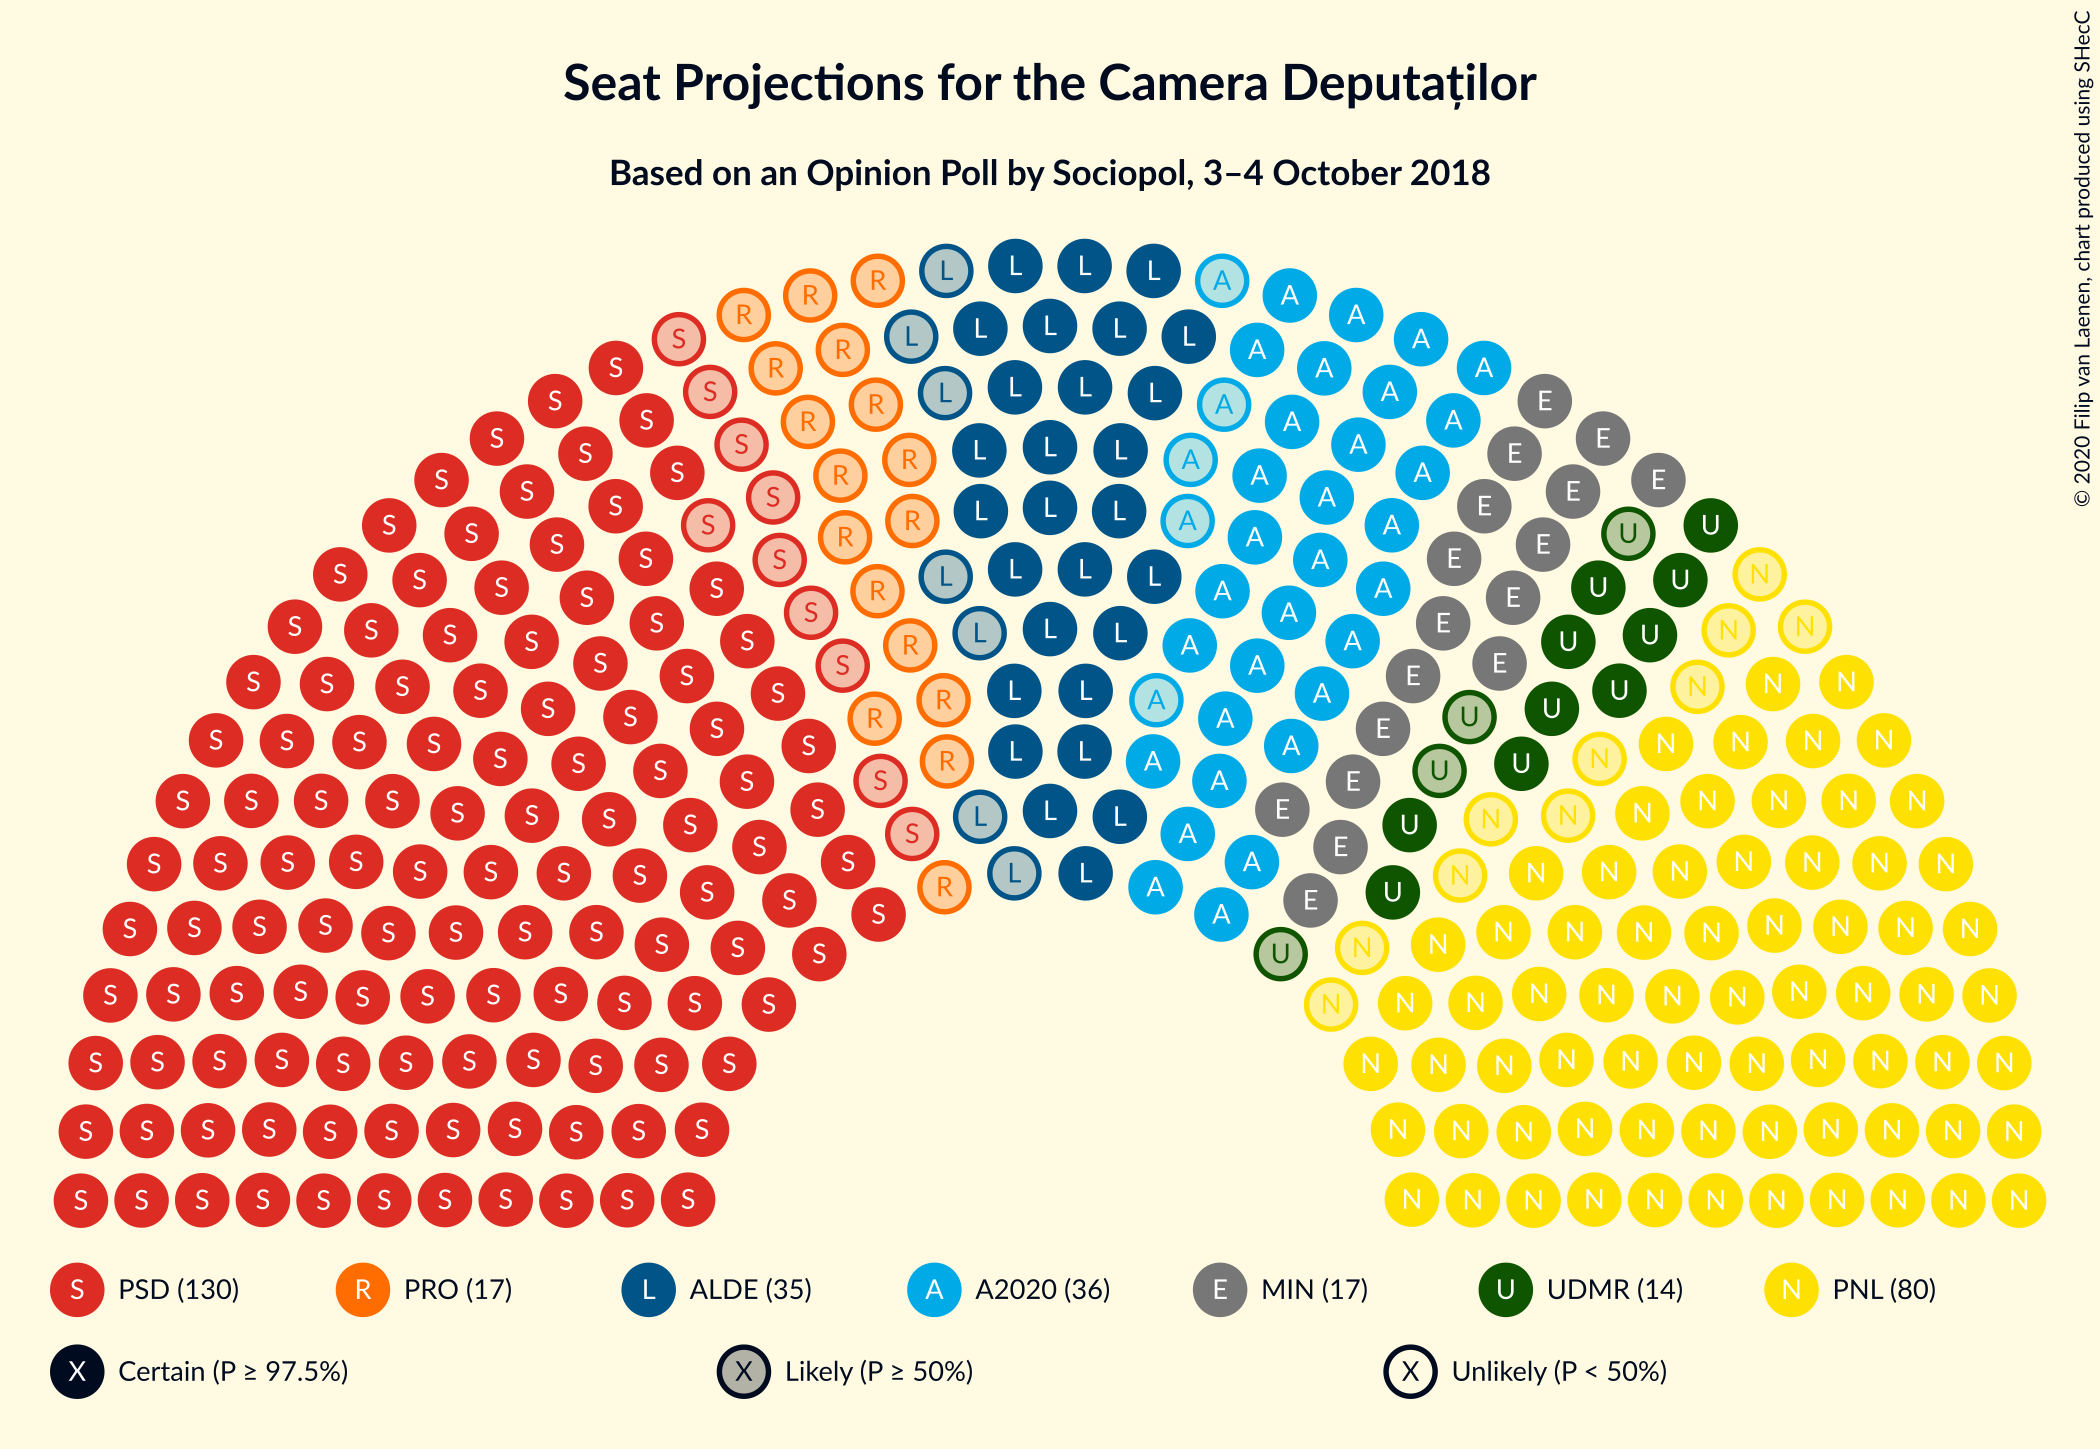 Seat Projections for the Camera Deputaților
Based on an Opinion Poll by Sociopol, 3–4 October 2018
© 2020 Filip van Laenen, chart produced using SHecC
S PSD (130) R PRO (17) L ALDE (35) A A2020 (36) E MIN (17) U UDMR (14) N PNL (80)
X Certain (P ≥ 97.5%) X Likely (P ≥ 50%) X Unlikely (P < 50%)